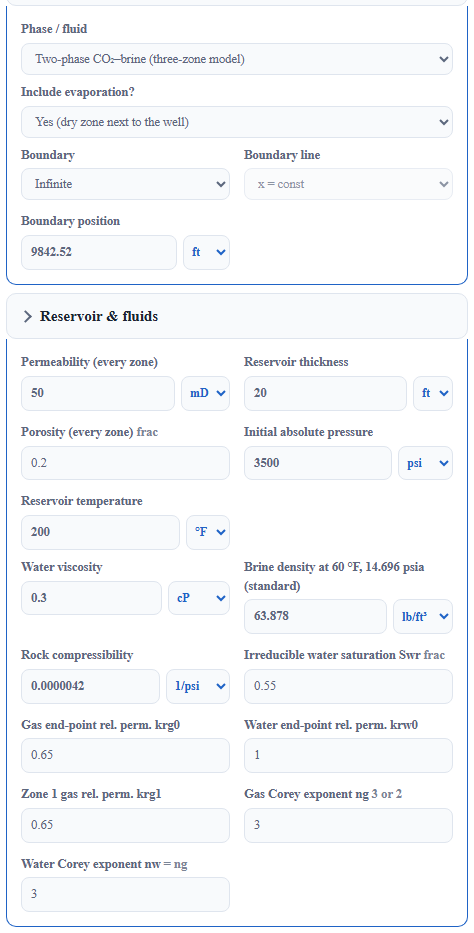 Phase / fluid
Two-phase CO₂–brine (three-zone model)
Include evaporation?
Yes (dry zone next to the well)
Boundary Boundary line
Infinite x = const
Boundary position
9842.52 ft
Reservoir & fluids
Permeability (every zone) Reservoir thickness
50 mD 20 ft
Porosity (every zone) frac Initial absolute pressure
0.2 3500 psi
Reservoir temperature
200 °F
Water viscosity Brine density at 60 °F, 14.696 psia
(standard)
0.3 cP 63.878 lb/ft³
Rock compressibility Irreducible water saturation Swr frac
0.0000042 1/psi 0.55
Gas end-point rel. perm. krg0 Water end-point rel. perm. krw0
0.65 1
Zone 1 gas rel. perm. krg1 Gas Corey exponent ng 3 or 2
0.65 3
Water Corey exponent nw = ng
3